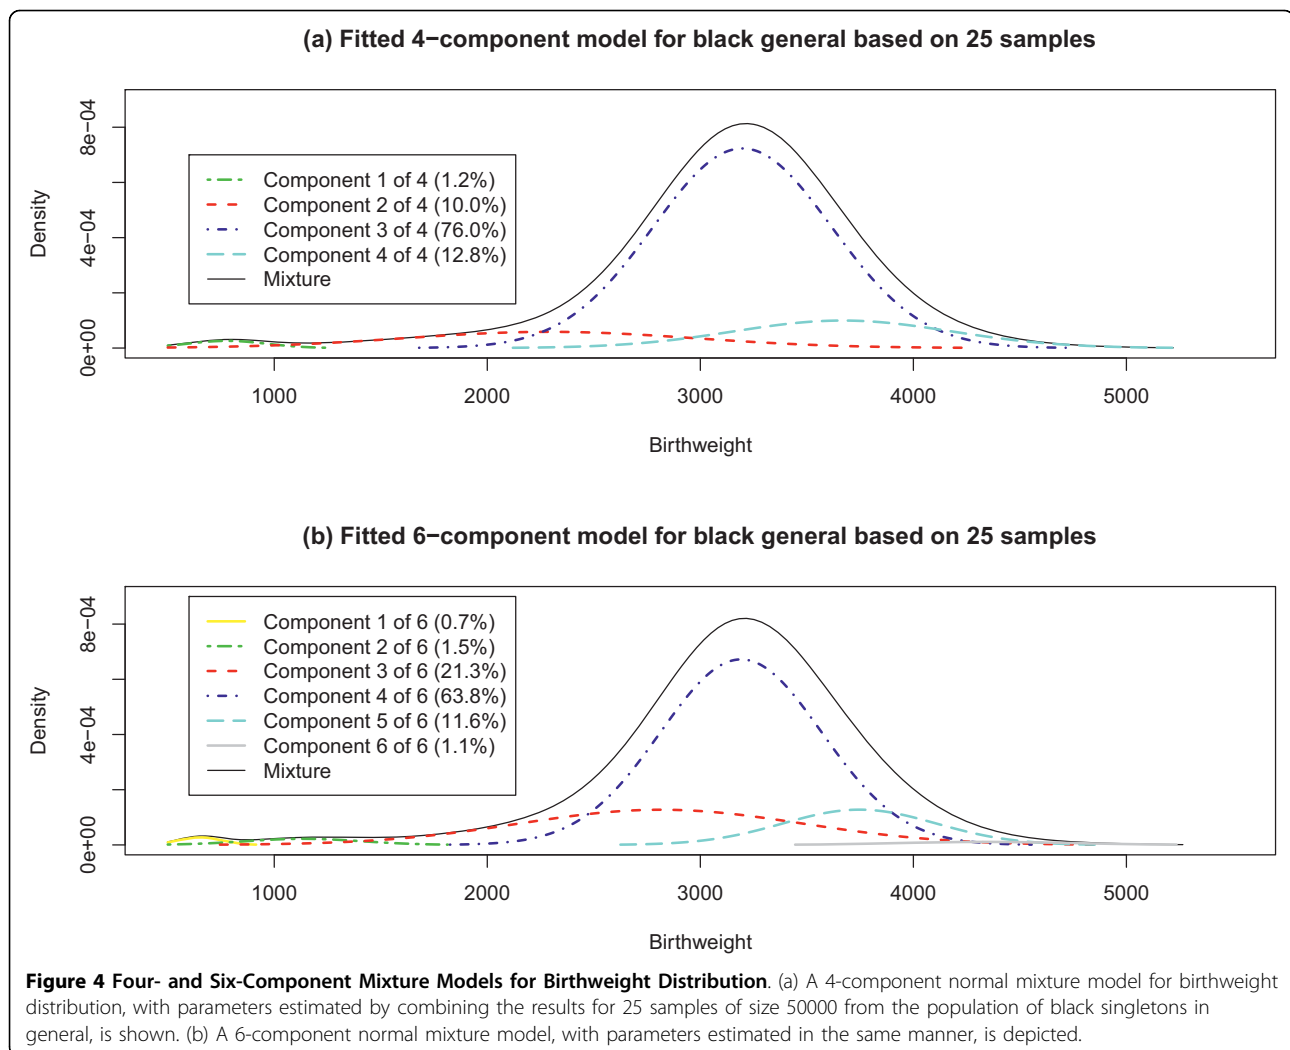 (a) Fitted 4−component model for black general based on 25 samples
8e−04
4e−04
0e+00
Density
Component 1 of 4 (1.2%)
Component 2 of 4 (10.0%)
Component 3 of 4 (76.0%)
Component 4 of 4 (12.8%)
Mixture
1000 2000 3000 4000 5000
Birthweight
(b) Fitted 6−component model for black general based on 25 samples
8e−04
4e−04
0e+00
Density
Component 1 of 6 (0.7%)
Component 2 of 6 (1.5%)
Component 3 of 6 (21.3%)
Component 4 of 6 (63.8%)
Component 5 of 6 (11.6%)
Component 6 of 6 (1.1%)
Mixture
1000 2000 3000 4000 5000
Birthweight
Figure 4 Four- and Six-Component Mixture Models for Birthweight Distribution. (a) A 4-component normal mixture model for birthweight
distribution, with parameters estimated by combining the results for 25 samples of size 50000 from the population of black singletons in
general, is shown. (b) A 6-component normal mixture model, with parameters estimated in the same manner, is depicted.